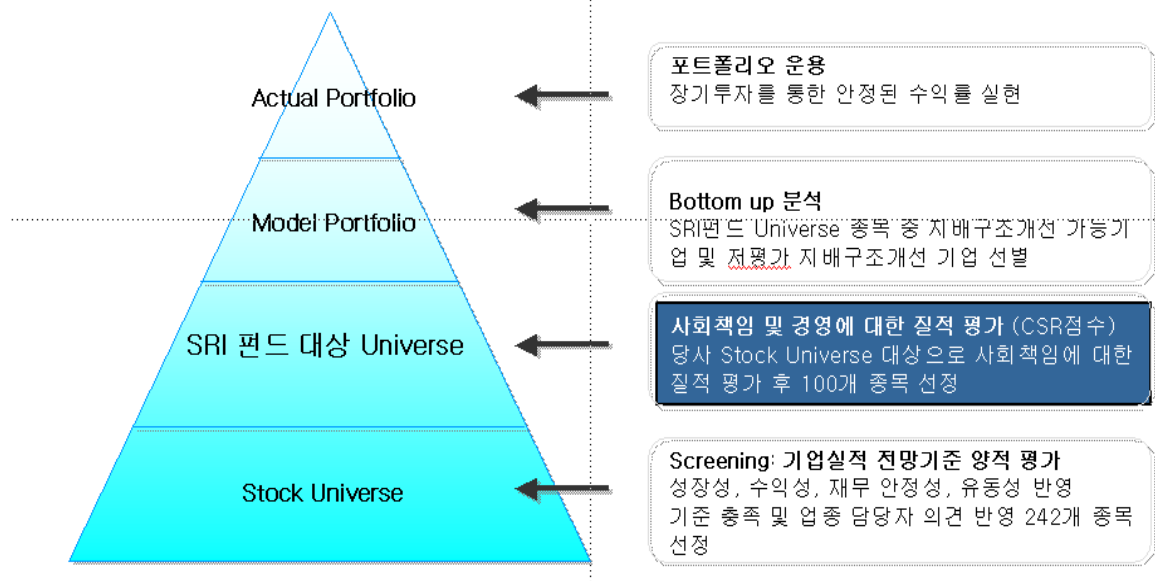 Actual Portfolio
포트폴리오 운용
장기투자를 통한 안정된 수익률 실현
Model Portfolio
Bottom up 분석
SRI펀드 Universe 종목 중 지배구조개선 가능기
업 및 저평가 지배구조개선 기업 선별
SRI 펀드 대상 Universe
사회책임 및 경영에 대한 질적 평가 (CSR점수)
당사 Stock Universe 대상으로 사회책임에 대한
질적 평가 후 100개 종목 선정
Stock Universe
Screening: 기업실적 전망기준 양적 평가
성장성, 수익성, 재무 안정성, 유동성 반영
기준 충족 및 업종 담당자 의견 반영 242개 종목
선정